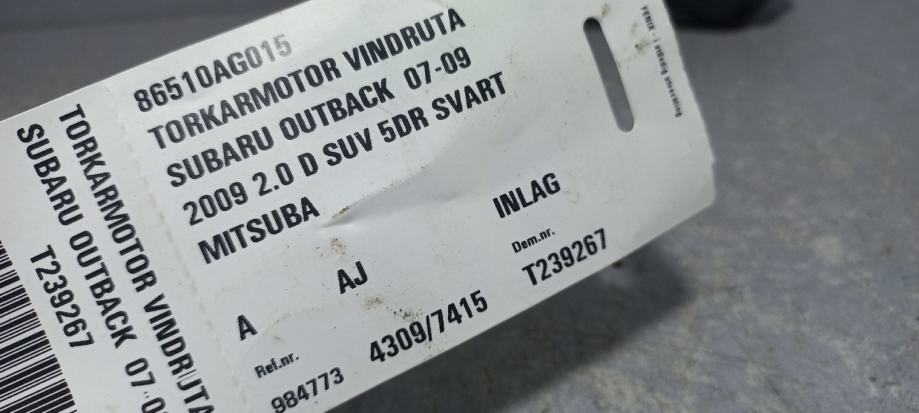 86510AG015
TORKARMOTOR VINDRUTA
SUBARU OUTBACK 07-09
2009 2.0 D SUV 5DR SVART
MITSUBA
INLAG
A AJ
Dem.nr.
Ref.nr.
984773 4309/7415 T239267
TORKARMOTOR VINDRUTA
SUBARU OUTBACK 07-0
T239267